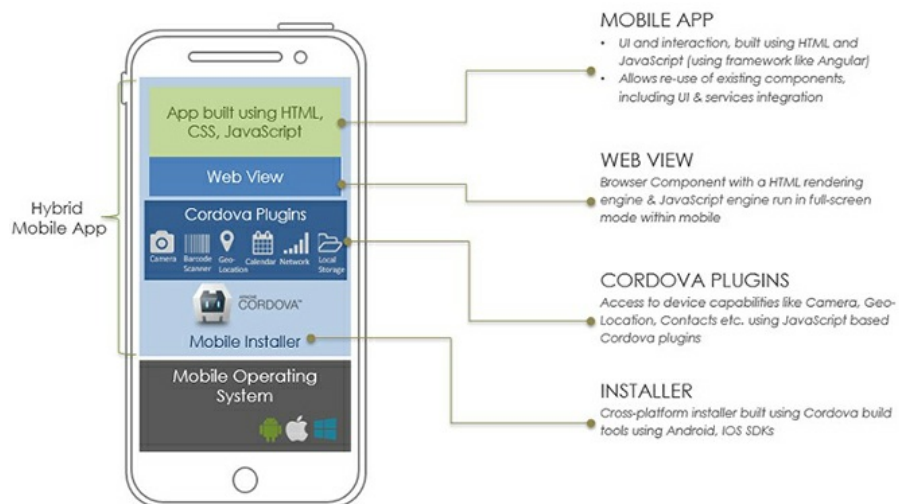 Hybrid
Mobile App
App built using HTML,
CSS, JavaScript
Web View
Cordova Plugins
Camera
Barcode
Scanner
Geo-
Location
Calendar
Network
Local
Storage
APACHE
CORDOVA™
Mobile Installer
Mobile Operating
System
MOBILE APP
• UI and interaction, built using HTML and
JavaScript (using framework like Angular)
• Allows re-use of existing components,
including UI & services integration
WEB VIEW
Browser Component with a HTML rendering
engine & JavaScript engine run in full-screen
mode within mobile
CORDOVA PLUGINS
Access to device capabilities like Camera, Geo-
Location, Contacts etc. using JavaScript based
Cordova plugins
INSTALLER
Cross-platform installer built using Cordova build
tools using Android, IOS SDKs